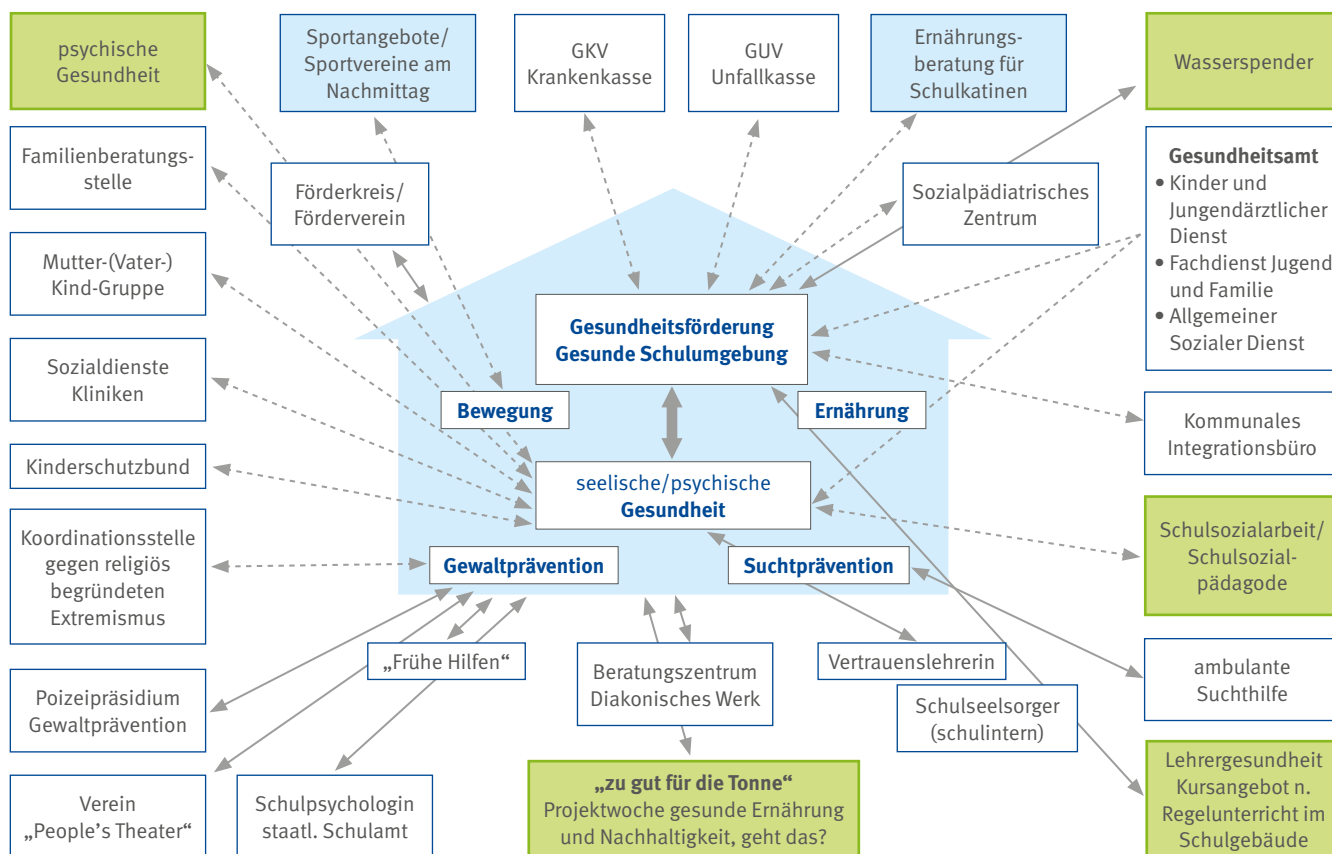 psychische
Gesundheit
Sportangebote/
Sportvereine am
Nachmittag
GKV
Krankenkasse
GUV
Unfallkasse
Ernährungs-
beratung für
Schulkatinen
Wasserspender
Familienberatungs-
stelle
Förderkreis/
Förderverein
Sozialpädiatrisches
Zentrum
Gesundheitsamt
• Kinder und
Jungendärztlicher
Dienst
• Fachdienst Jugend
und Familie
• Allgemeiner
Sozialer Dienst
Mutter-(Vater-)
Kind-Gruppe
Gesundheitsförderung
Gesunde Schulumgebung
Sozialdienste
Kliniken
Bewegung
Ernährung
Kommunales
Integrationsbüro
Kinderschutzbund
seelische/psychische
Gesundheit
Koordinationsstelle
gegen religiös
begründeten
Extremismus
Gewaltprävention
Suchtprävention
Schulsozialarbeit/
Schulsozial-
pädagode
„Frühe Hilfen“
Beratungszentrum
Diakonisches Werk
Vertrauenslehrerin
Schulseelsorger
(schulintern)
ambulante
Suchthilfe
Poizeipräsidium
Gewaltprävention
Verein
„People's Theater“
Schulpsychologin
staatl. Schulamt
„zu gut für die Tonne“
Projektwoche gesunde Ernährung
und Nachhaltigkeit, geht das?
Lehrergesundheit
Kursangebot n.
Regelunterricht im
Schulgebäude